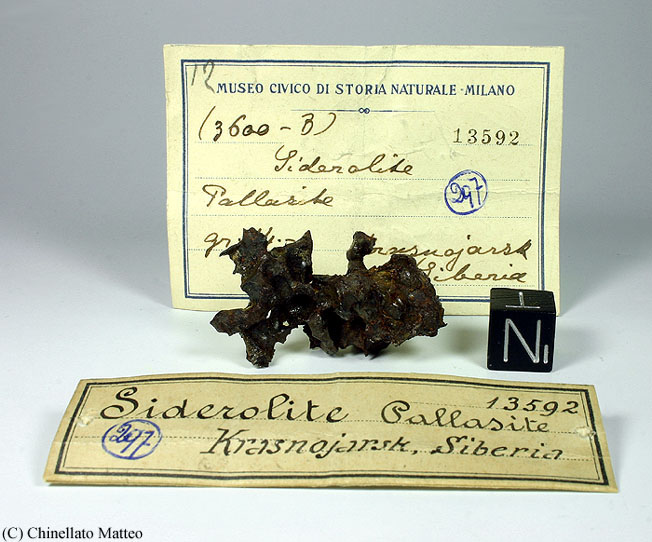 12
MUSEO CIVICO DI STORIA NATURALE - MILANO
(3600 - B)
13592
Siderolite
297
Pallasite
Krasnojarsk
Siberia
N
Siderolite Pallasite 13592
297
Krasnojarsk, Siberia
(C) Chinellato Matteo